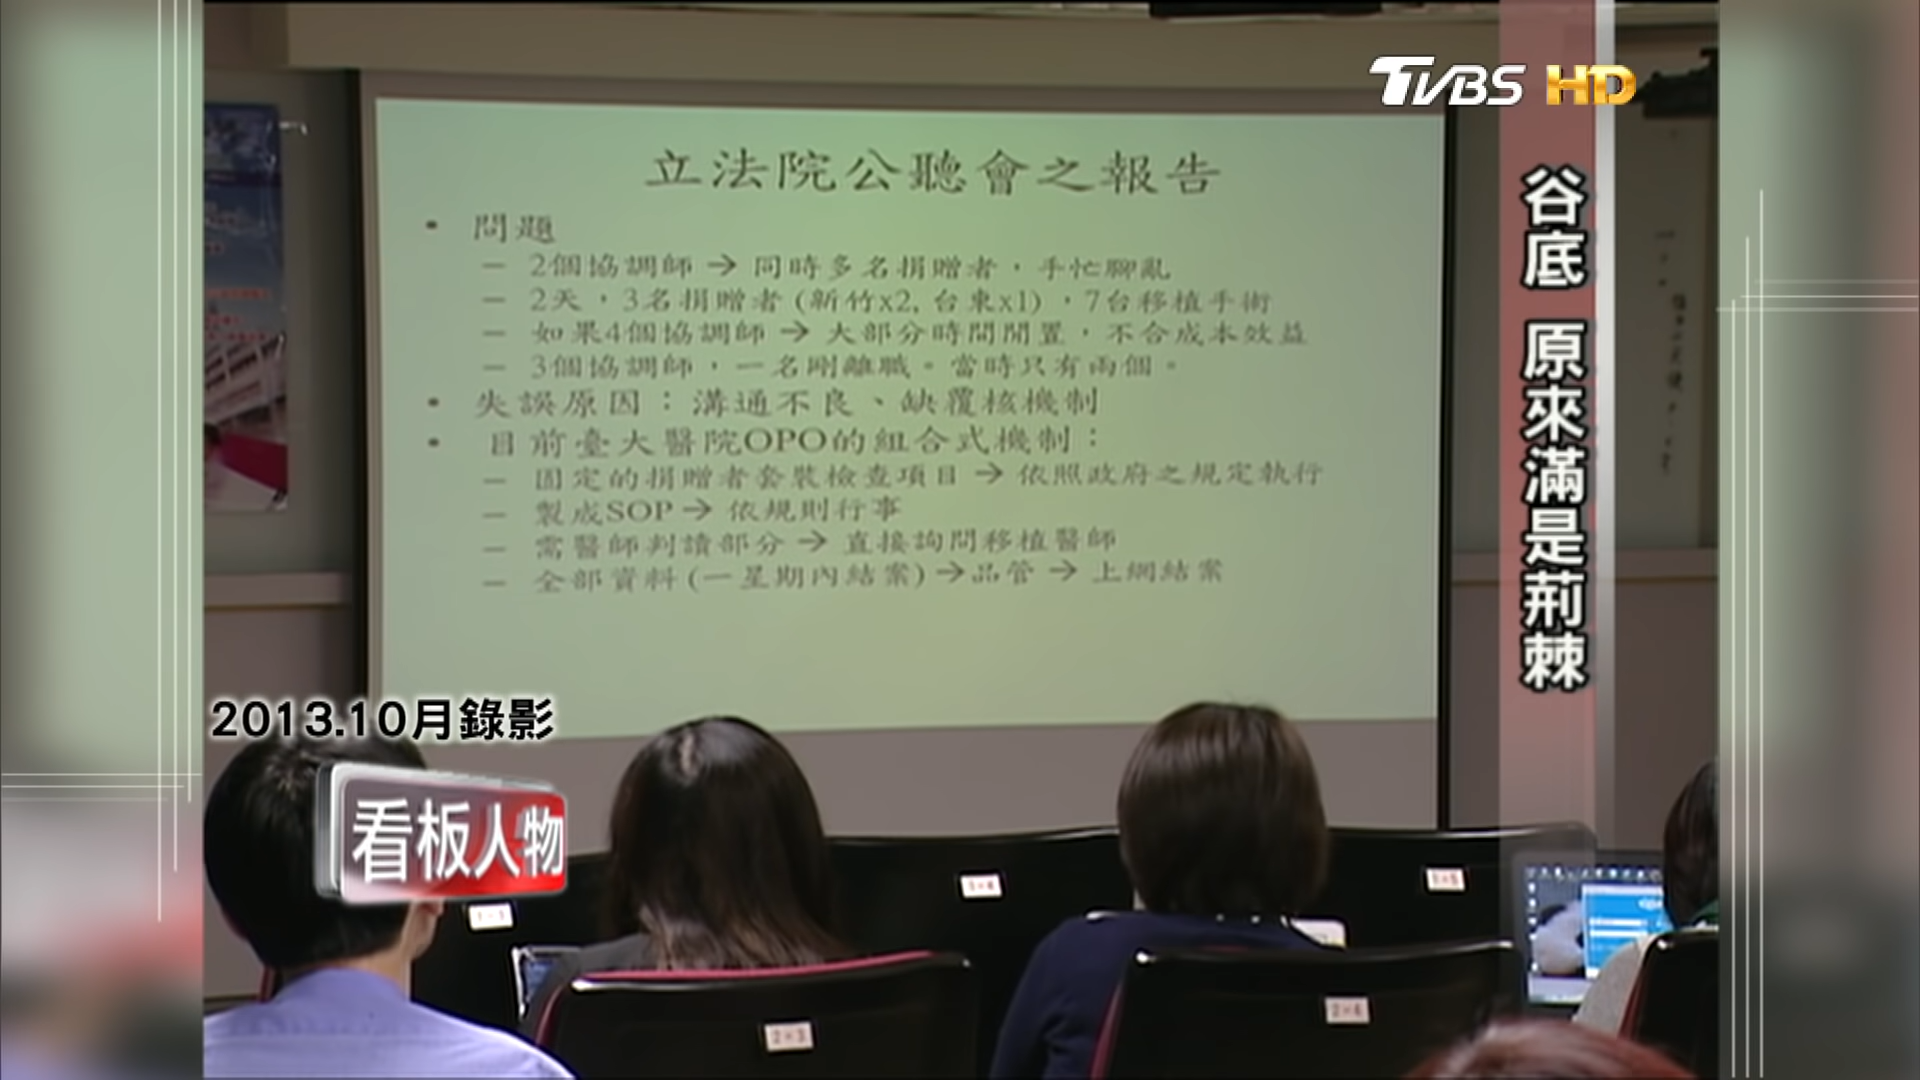 TVBS HD
立法院公聽會之報告
• 問題
– 2個協調師 → 同時多名捐贈者，手忙腳亂
– 2天，3名捐贈者 (新竹x2, 台東x1) ，7台移植手術
– 如果4個協調師 → 大部分時間閒置，不合成本效益
– 3個協調師，一名剛離職。當時只有兩個。
• 失誤原因：溝通不良、缺覆核機制
• 目前臺大醫院OPO的組合式機制：
– 固定的捐贈者套裝檢查項目 → 依照政府之規定執行
– 製成SOP → 依規則行事
– 需醫師判讀部分 → 直接詢問移植醫師
– 全部資料 (一星期內結案) → 品管 → 上網結案
谷底 原來滿是荊棘
2013.10月錄影
看板人物